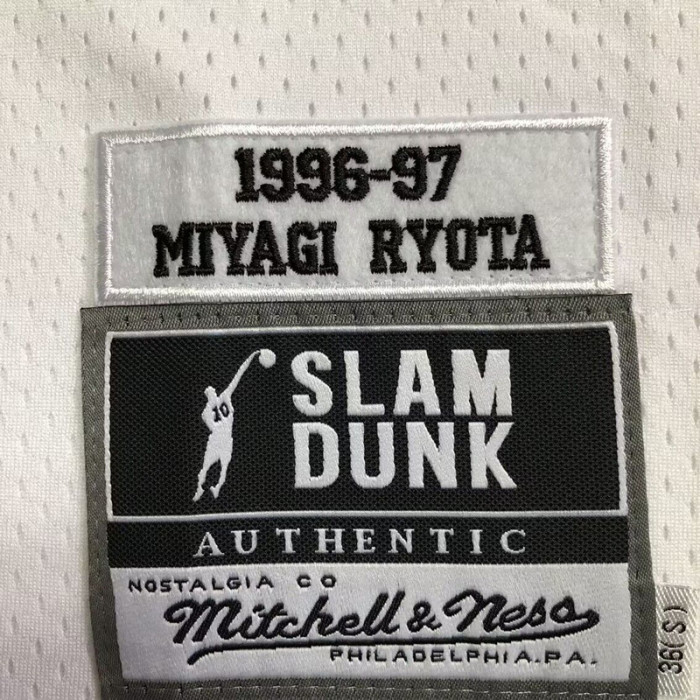 1996-97
MIYAGI RYOTA
10
SLAM
DUNK
AUTHENTIC
NOSTALGIA CO
Mitchell & Ness
PHILADELPHIA.PA.
36(S)